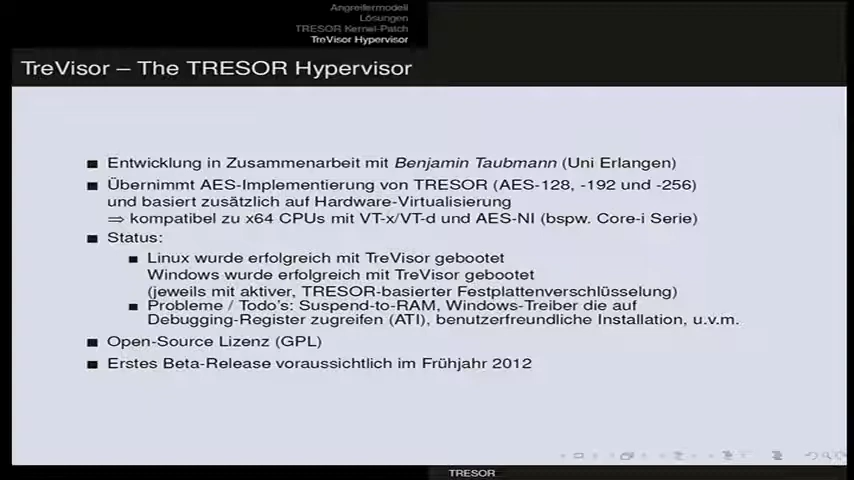 Angreifermodell
Lösungen
TRESOR Kernel-Patch
TreVisor Hypervisor
TreVisor – The TRESOR Hypervisor
Entwicklung in Zusammenarbeit mit Benjamin Taubmann (Uni Erlangen)
Übernimmt AES-Implementierung von TRESOR (AES-128, -192 und -256)
und basiert zusätzlich auf Hardware-Virtualisierung
⇒ kompatibel zu x64 CPUs mit VT-x/VT-d und AES-NI (bspw. Core-i Serie)
Status:
Linux wurde erfolgreich mit TreVisor gebootet
Windows wurde erfolgreich mit TreVisor gebootet
(jeweils mit aktiver, TRESOR-basierter Festplattenverschlüsselung)
Probleme / Todo's: Suspend-to-RAM, Windows-Treiber die auf
Debugging-Register zugreifen (ATI), benutzerfreundliche Installation, u.v.m.
Open-Source Lizenz (GPL)
Erstes Beta-Release voraussichtlich im Frühjahr 2012
TRESOR